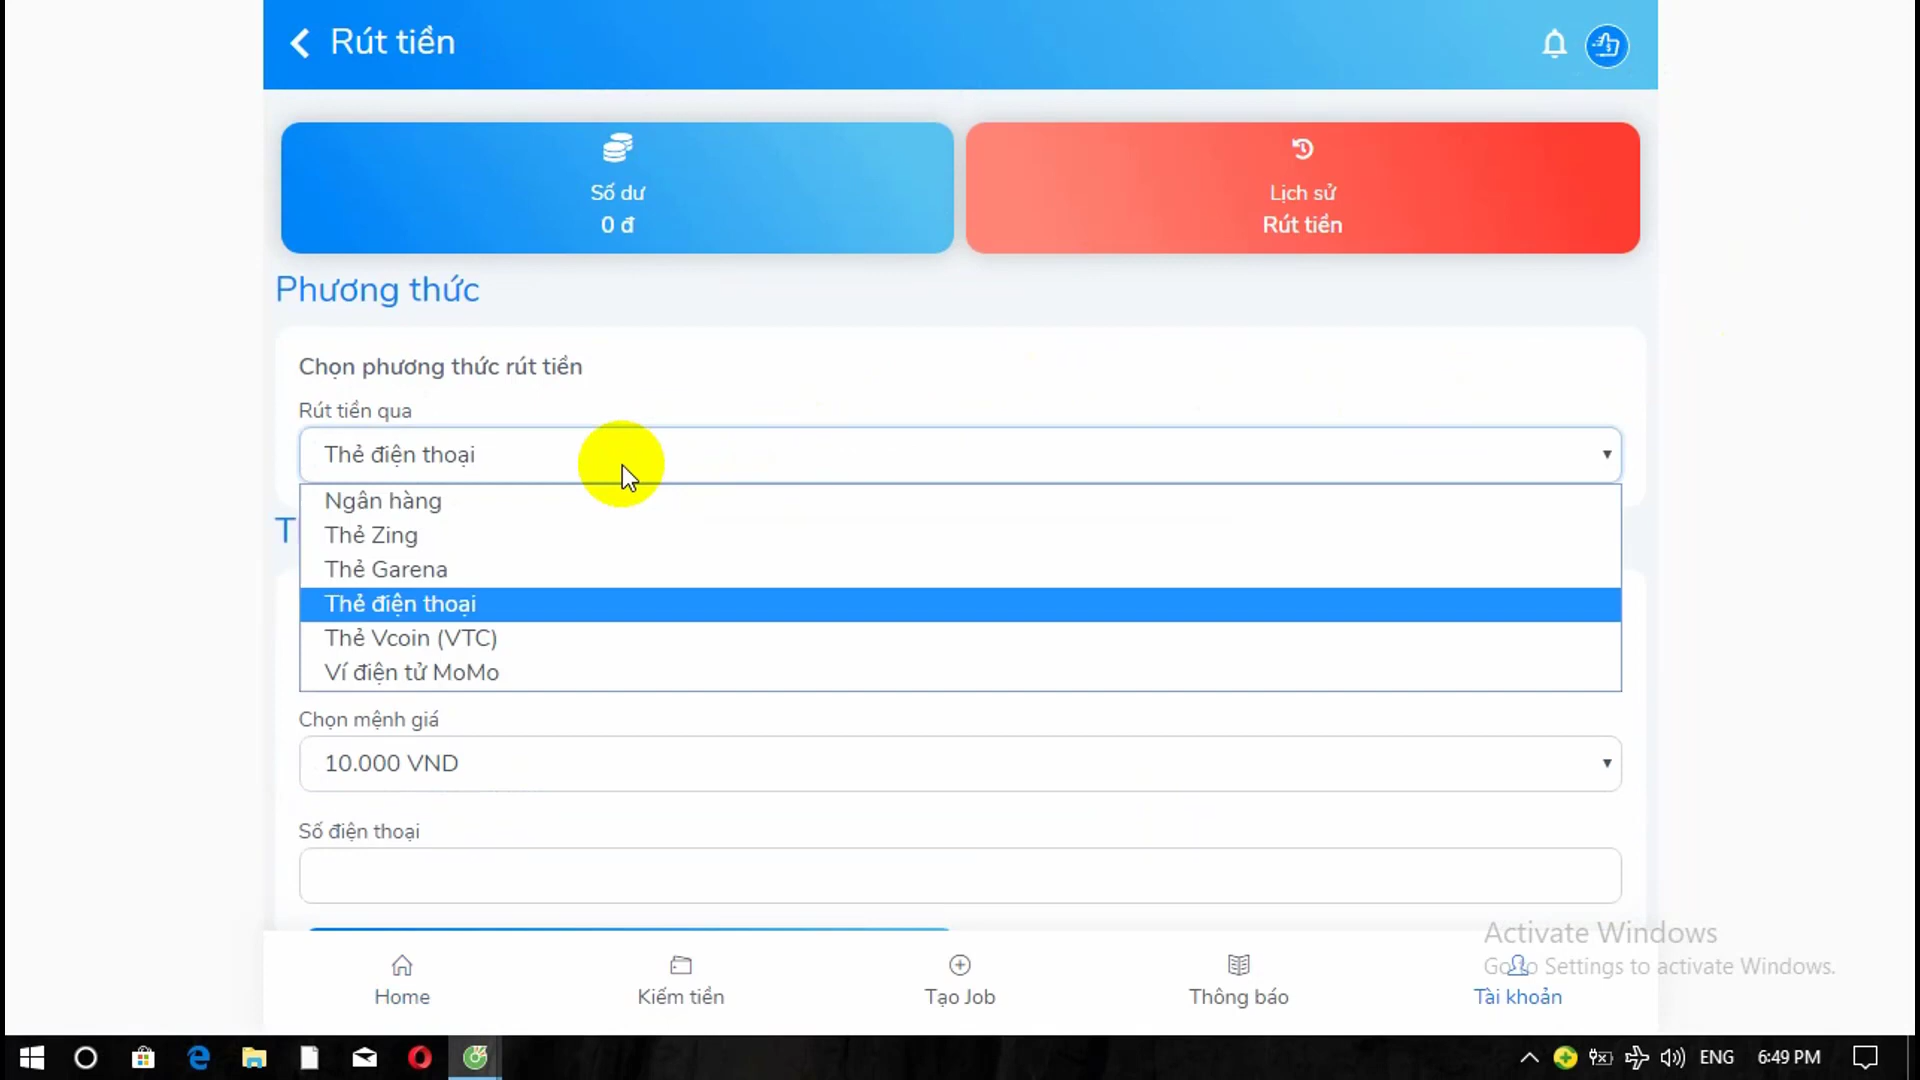 Rút tiền
Số dư
0 đ
Lịch sử
Rút tiền
Phương thức
Chọn phương thức rút tiền
Rút tiền qua
Thẻ điện thoại
Ngân hàng
T
Thẻ Zing
Thẻ Garena
Thẻ điện thoại
Thẻ Vcoin (VTC)
Ví điện tử MoMo
Chọn mệnh giá
10.000 VND
Số điện thoại
Activate Windows
Go to Settings to activate Windows.
Home
Kiếm tiền
Tạo Job
Thông báo
Tài khoản
ENG
6:49 PM